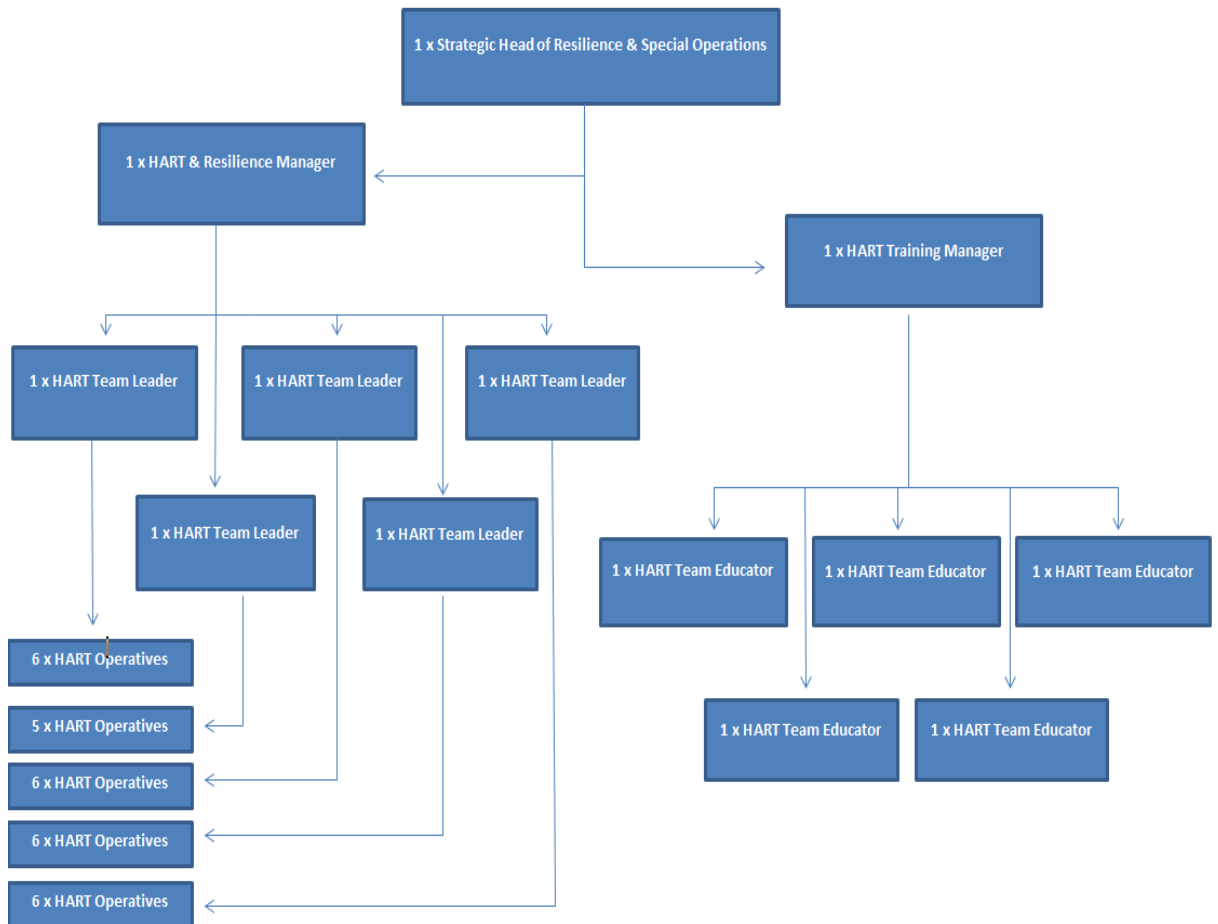 1 x Strategic Head of Resilience & Special Operations
1 x HART & Resilience Manager
1 x HART Training Manager
1 x HART Team Leader
1 x HART Team Leader
1 x HART Team Leader
1 x HART Team Leader
1 x HART Team Leader
1 x HART Team Educator
1 x HART Team Educator
1 x HART Team Educator
6 x HART Operatives
5 x HART Operatives
6 x HART Operatives
6 x HART Operatives
6 x HART Operatives
1 x HART Team Educator
1 x HART Team Educator